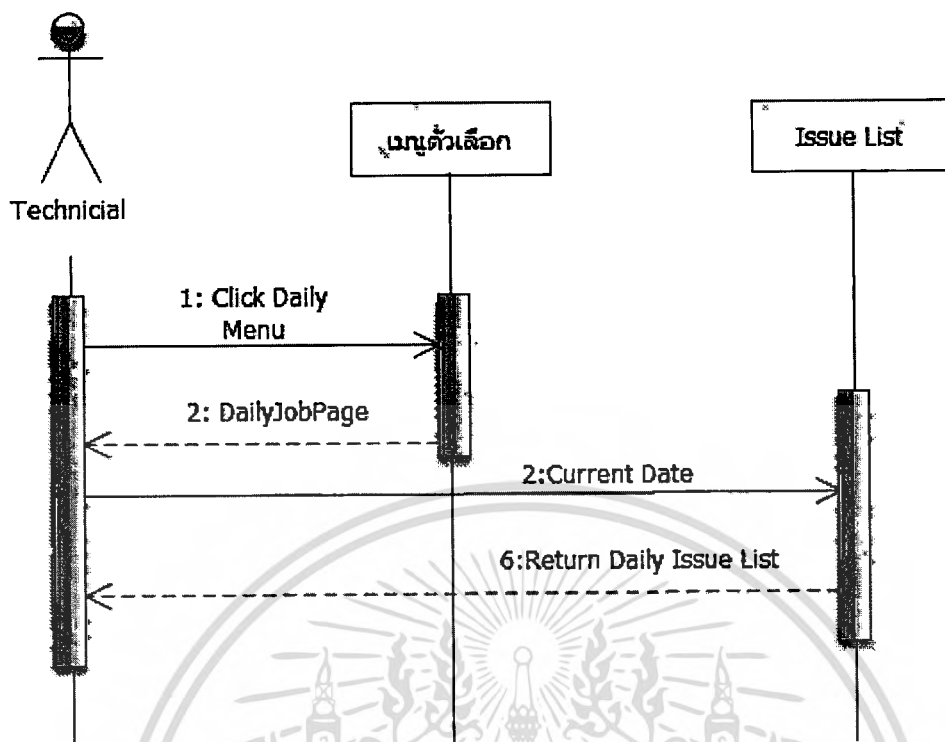 เมนูตัวเลือก
Issue List
Technicial
1: Click Daily
Menu
2: DailyJobPage
2:Current Date
6:Return Daily Issue List